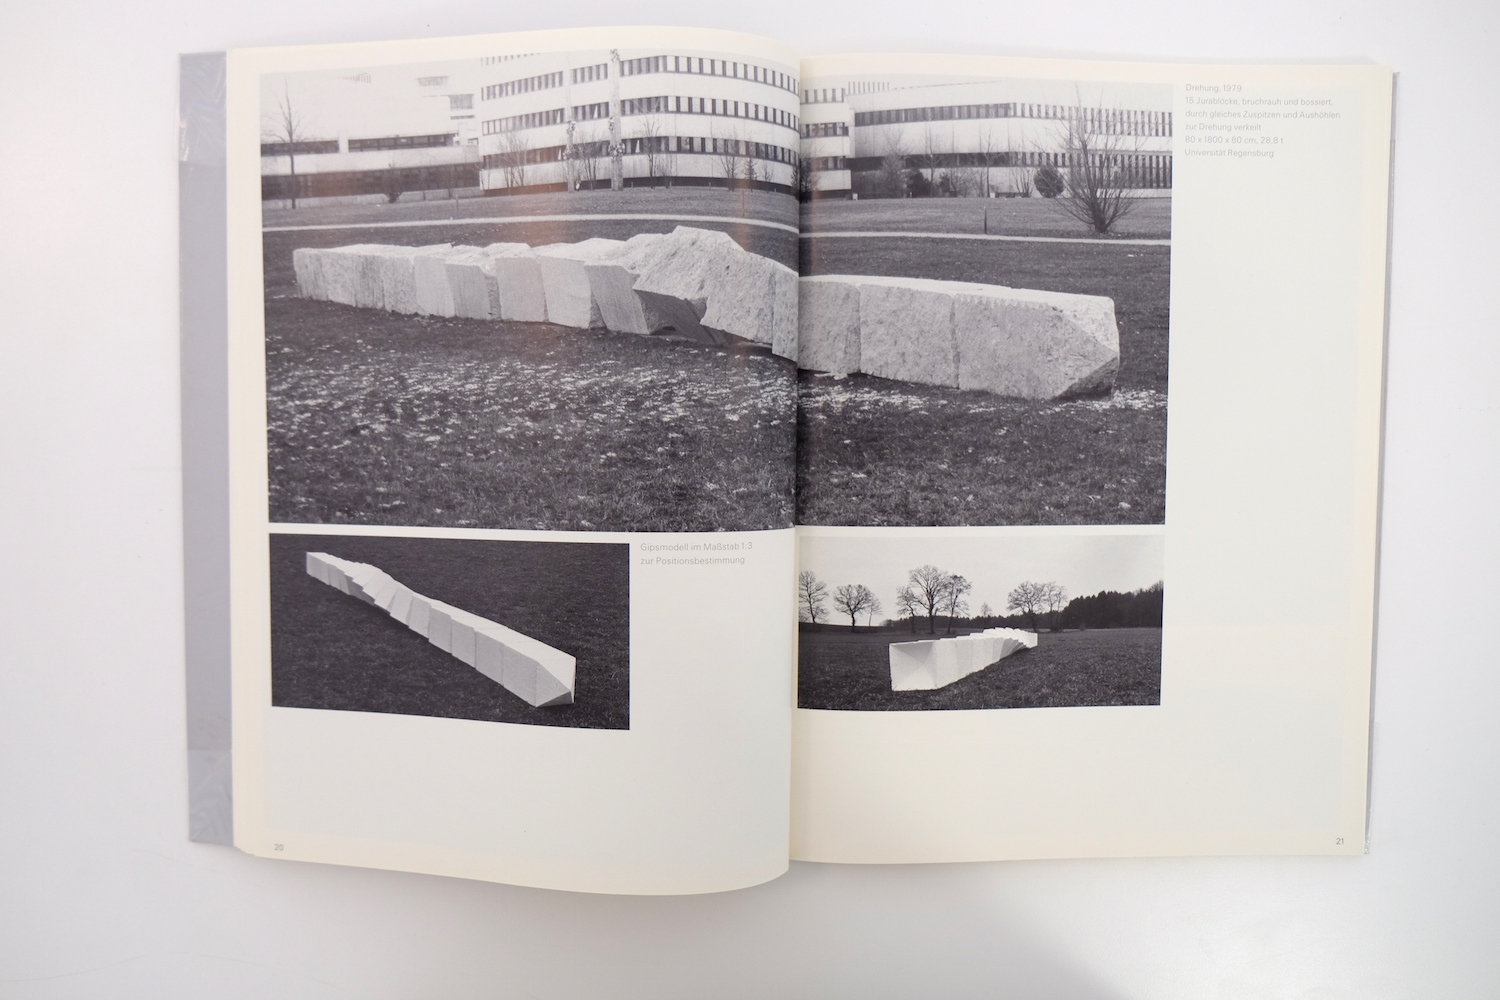 Gipsmodell im Maßstab 1:3
zur Positionsbestimmung
20
Drehung, 1979
15 Jurablöcke, bruchrauh und bossiert,
durch gleiches Zuspitzen und Aushöhlen
zur Drehung verkeilt
80 x 1800 x 80 cm, 28,8 t
Universität Regensburg
21